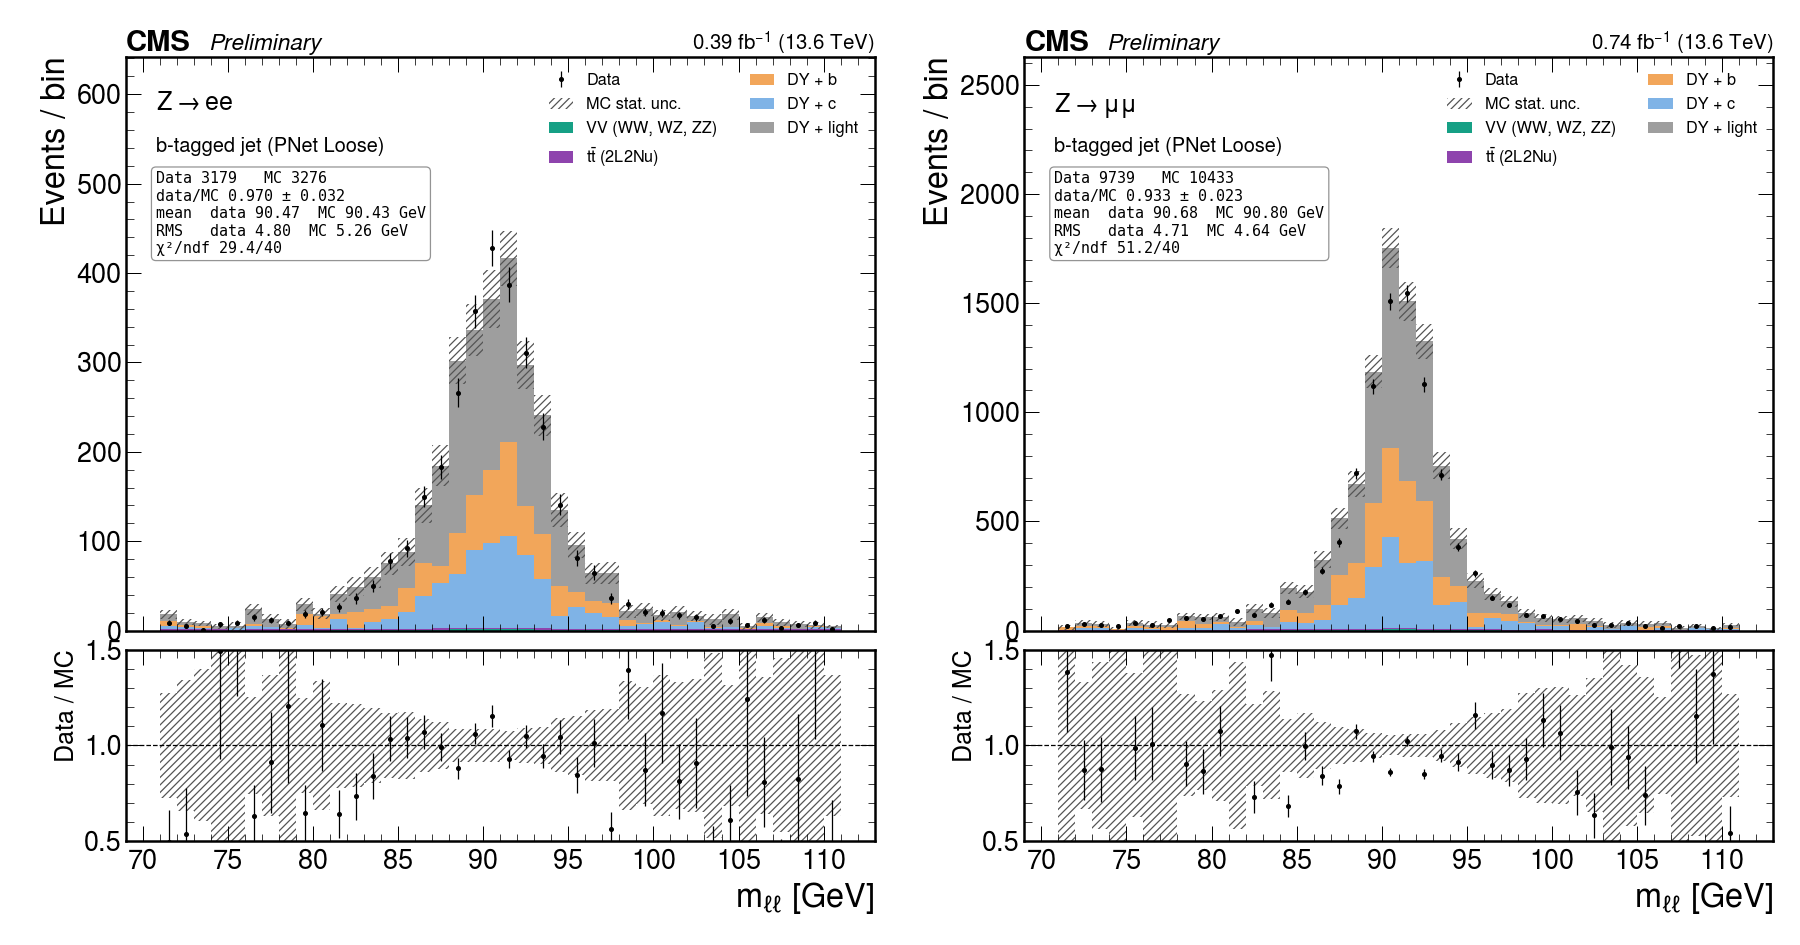 CMS Preliminary 0.39 fb⁻¹ (13.6 TeV)
Events / bin
Z → ee
b-tagged jet (PNet Loose)
Data 3179 MC 3276
data/MC 0.970 ± 0.032
mean data 90.47 MC 90.43 GeV
RMS data 4.80 MC 5.26 GeV
χ²/ndf 29.4/40
Data
MC stat. unc.
VV (WW, WZ, ZZ)
tt̄ (2L2Nu)
DY + b
DY + c
DY + light
600
500
400
300
200
100
0
Data / MC
1.5
1.0
0.5
70 75 80 85 90 95 100 105 110
mℓℓ [GeV]
CMS Preliminary 0.74 fb⁻¹ (13.6 TeV)
Events / bin
Z → μμ
b-tagged jet (PNet Loose)
Data 9739 MC 10433
data/MC 0.933 ± 0.023
mean data 90.68 MC 90.80 GeV
RMS data 4.71 MC 4.64 GeV
χ²/ndf 51.2/40
Data
MC stat. unc.
VV (WW, WZ, ZZ)
tt̄ (2L2Nu)
DY + b
DY + c
DY + light
2500
2000
1500
1000
500
0
Data / MC
1.5
1.0
0.5
70 75 80 85 90 95 100 105 110
mℓℓ [GeV]